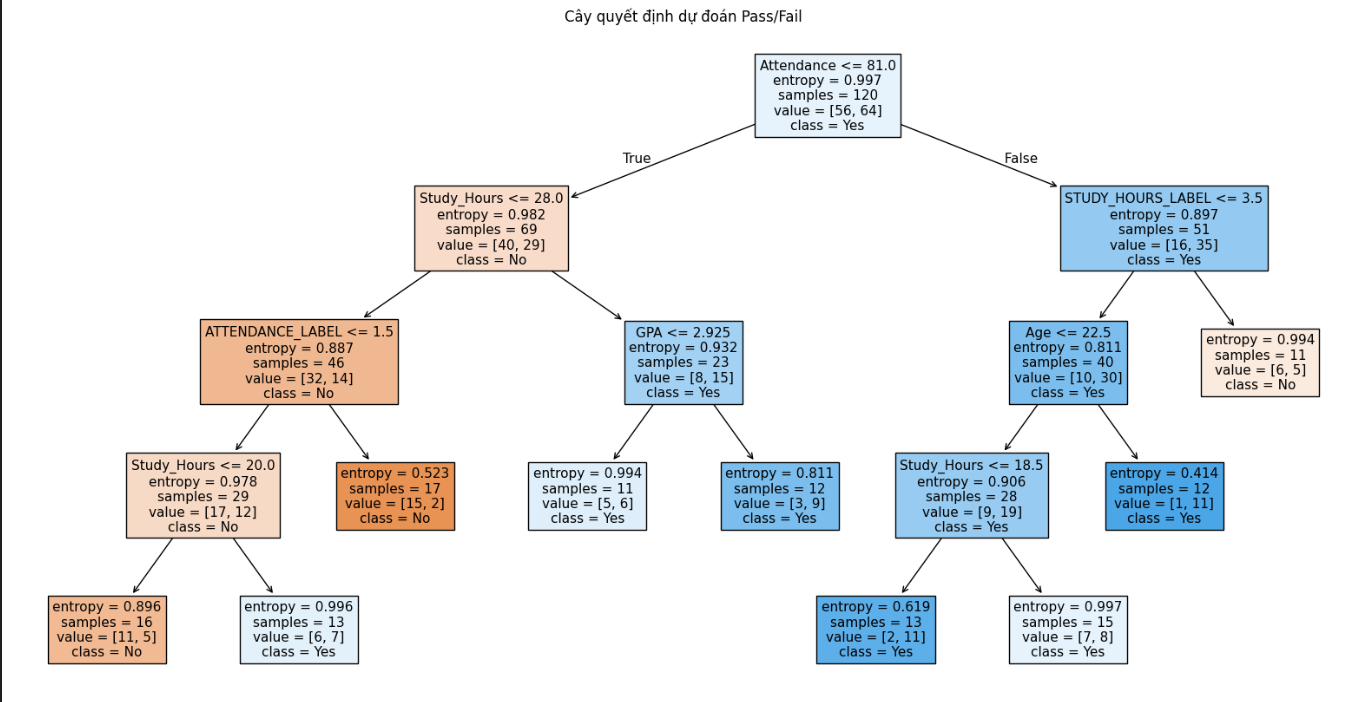 Cây quyết định dự đoán Pass/Fail
Attendance <= 81.0
entropy = 0.997
samples = 120
value = [56, 64]
class = Yes
True
False
Study_Hours <= 28.0
entropy = 0.982
samples = 69
value = [40, 29]
class = No
STUDY_HOURS_LABEL <= 3.5
entropy = 0.897
samples = 51
value = [16, 35]
class = Yes
ATTENDANCE_LABEL <= 1.5
entropy = 0.887
samples = 46
value = [32, 14]
class = No
GPA <= 2.925
entropy = 0.932
samples = 23
value = [8, 15]
class = Yes
Age <= 22.5
entropy = 0.811
samples = 40
value = [10, 30]
class = Yes
entropy = 0.994
samples = 11
value = [6, 5]
class = No
Study_Hours <= 20.0
entropy = 0.978
samples = 29
value = [17, 12]
class = No
entropy = 0.523
samples = 17
value = [15, 2]
class = No
entropy = 0.994
samples = 11
value = [5, 6]
class = Yes
entropy = 0.811
samples = 12
value = [3, 9]
class = Yes
Study_Hours <= 18.5
entropy = 0.906
samples = 28
value = [9, 19]
class = Yes
entropy = 0.414
samples = 12
value = [1, 11]
class = Yes
entropy = 0.896
samples = 16
value = [11, 5]
class = No
entropy = 0.996
samples = 13
value = [6, 7]
class = Yes
entropy = 0.619
samples = 13
value = [2, 11]
class = Yes
entropy = 0.997
samples = 15
value = [7, 8]
class = Yes